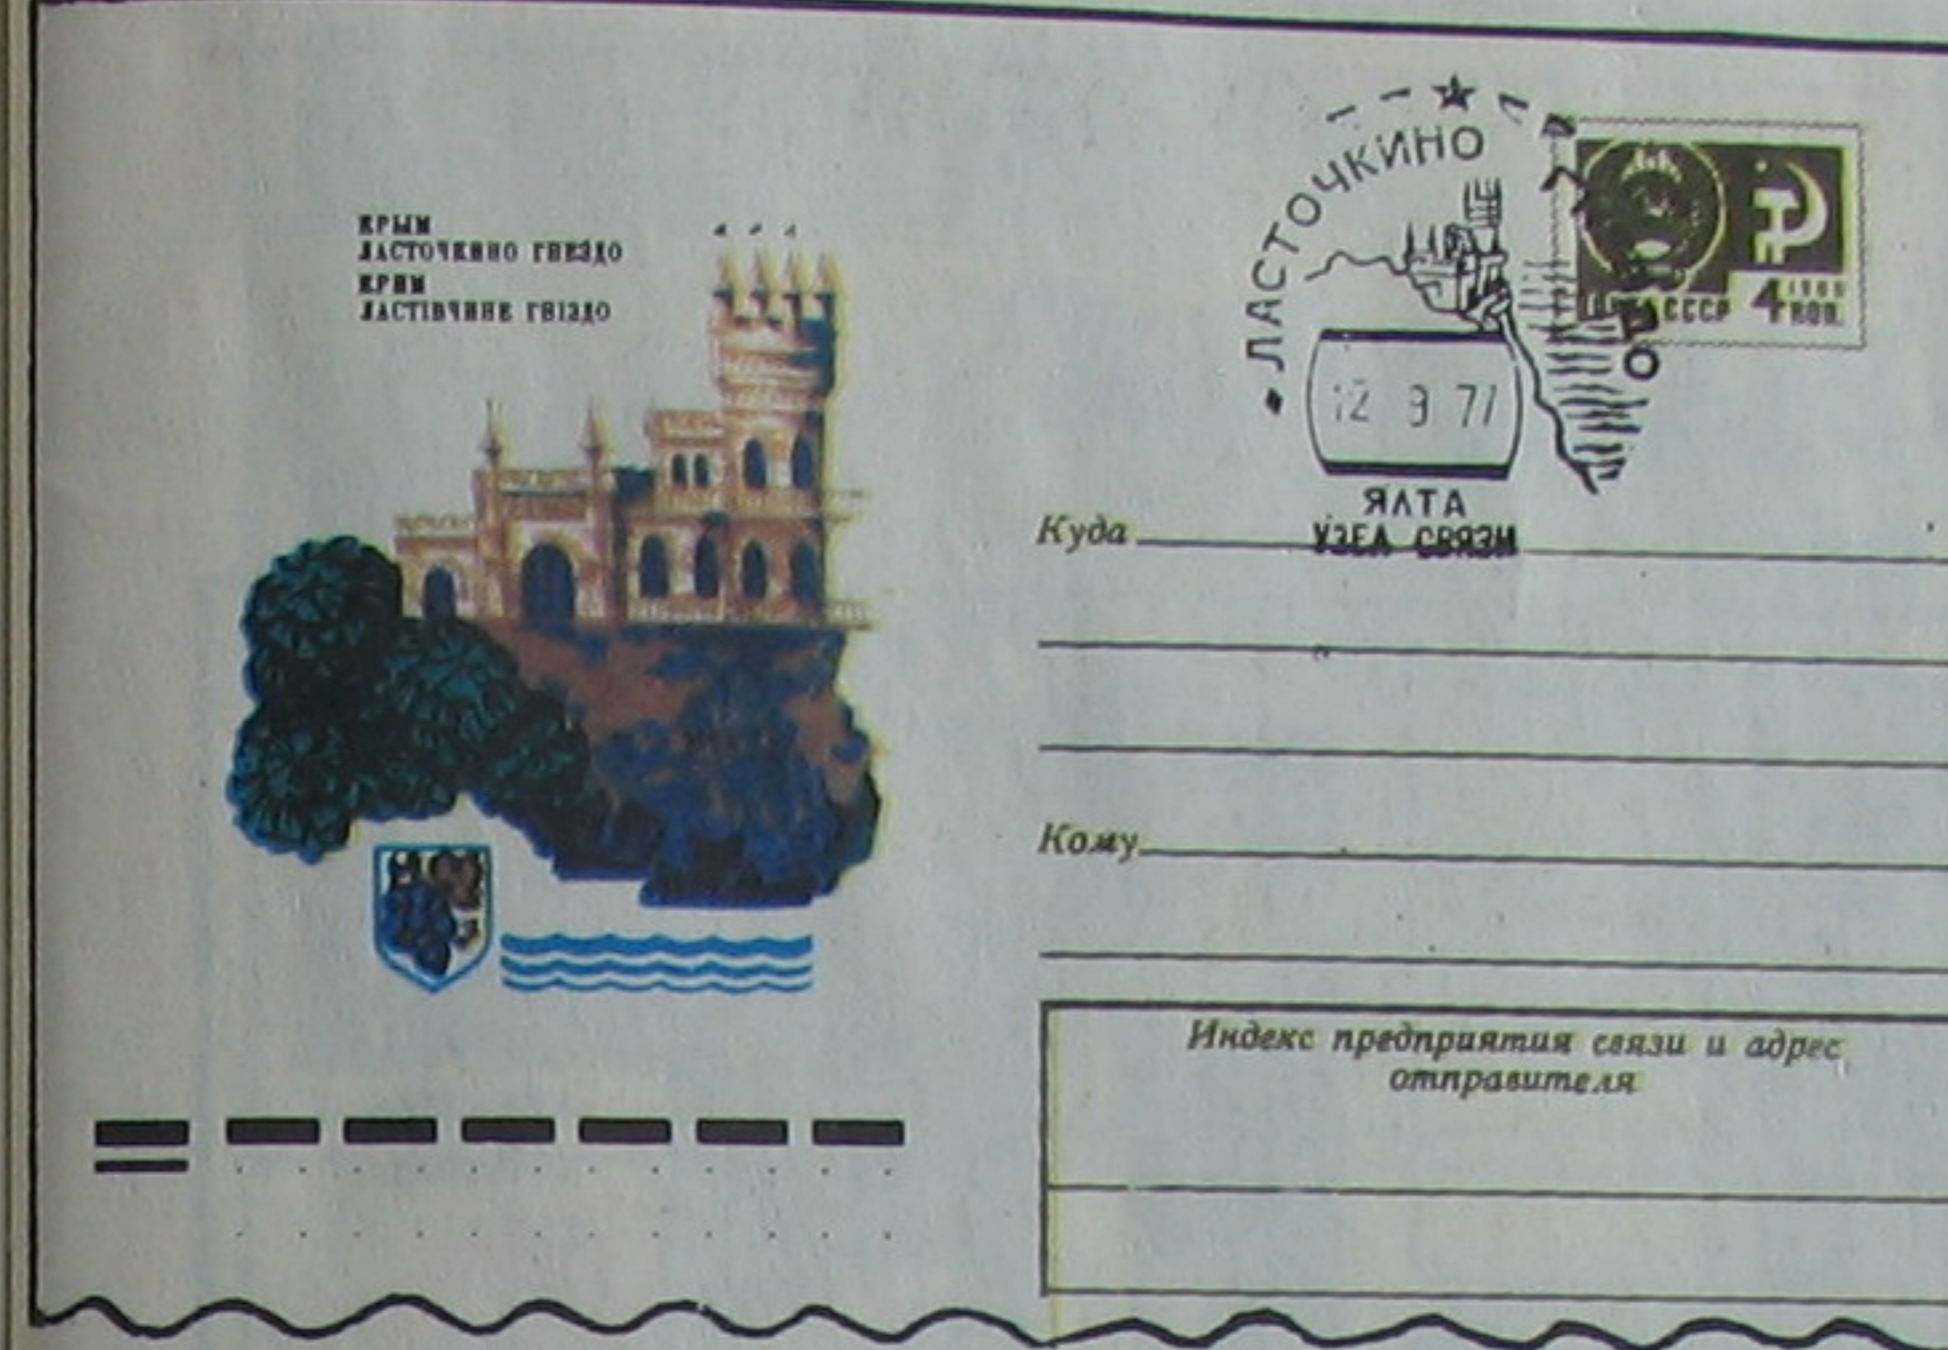 КРЫМ
ЛАСТОЧКИНО ГНЕЗДО
КРИМ
ЛАСТІВЧИНЕ ГНІЗДО
ЛАСТОЧКИНО
СССР 4 КОП.
12 9 77
ЯЛТА
УЗЕЛ СВЯЗИ
Куда
Кому
Индекс предприятия связи и адрес
отправителя